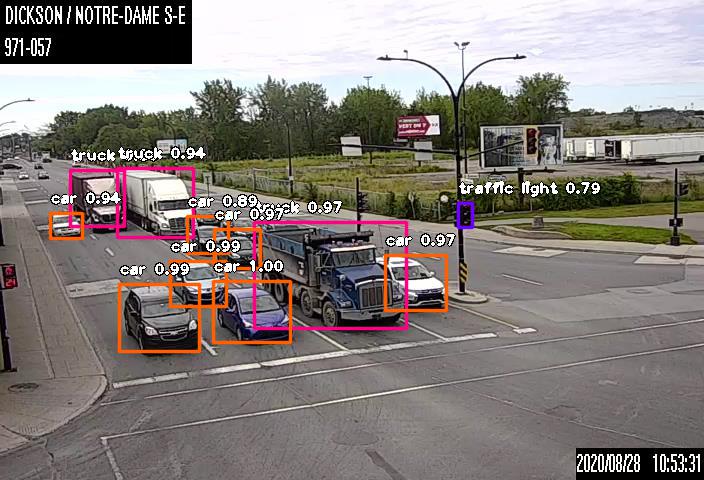 DICKSON / NOTRE-DAME S-E
971-057
truck
truck 0.94
car 0.94
car 0.89
car 0.97
truck 0.97
traffic light 0.79
car 0.99
car 0.97
car 0.99
car 1.00
2020/08/28 10:53:31